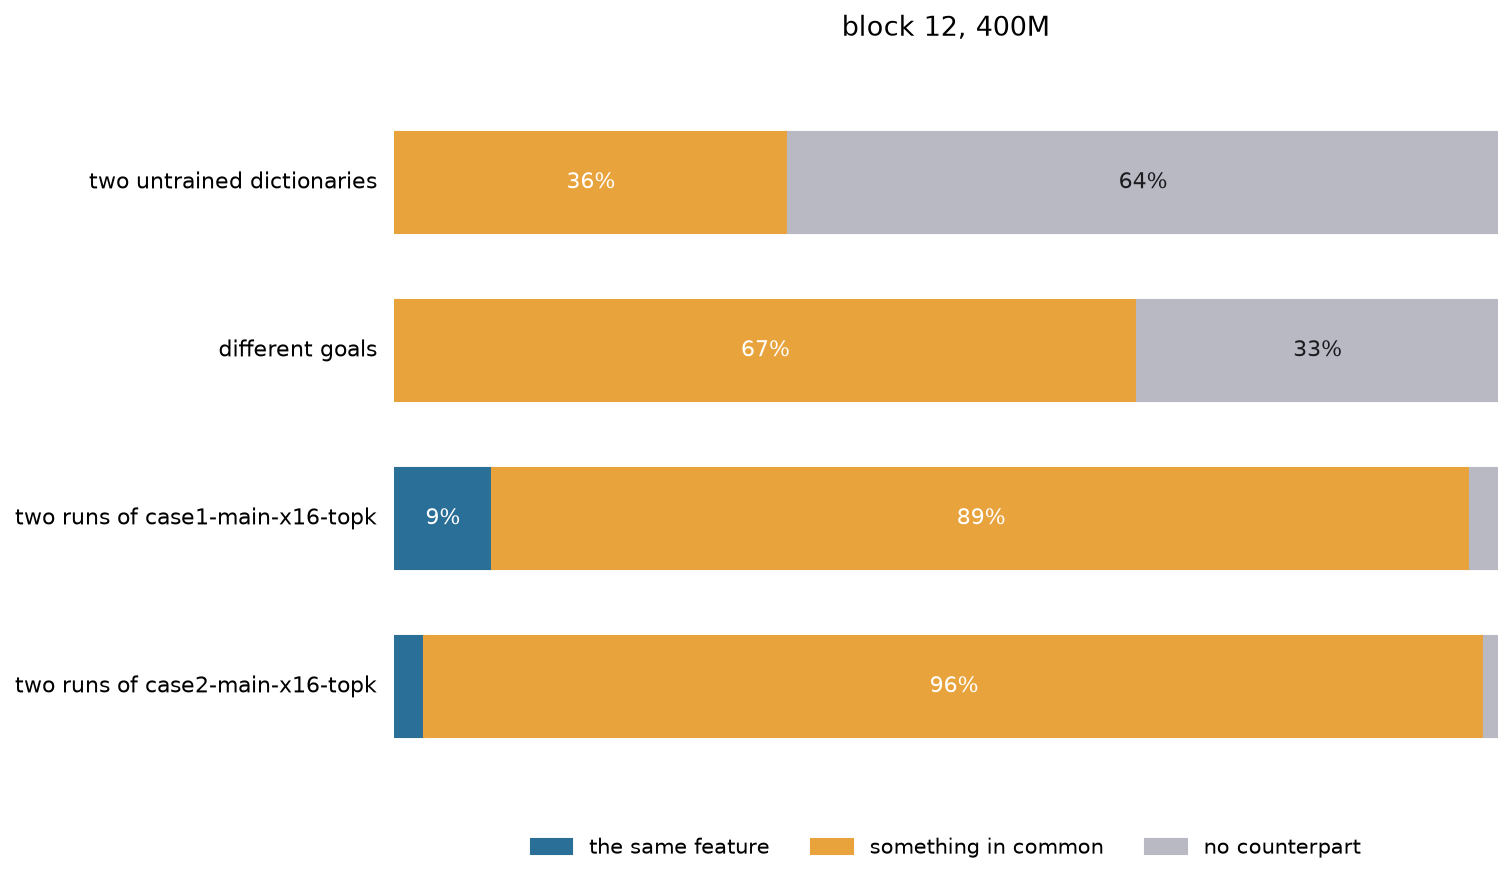 block 12, 400M
two untrained dictionaries
36%
64%
different goals
67%
33%
two runs of case1-main-x16-topk
9%
89%
two runs of case2-main-x16-topk
96%
the same feature
something in common
no counterpart